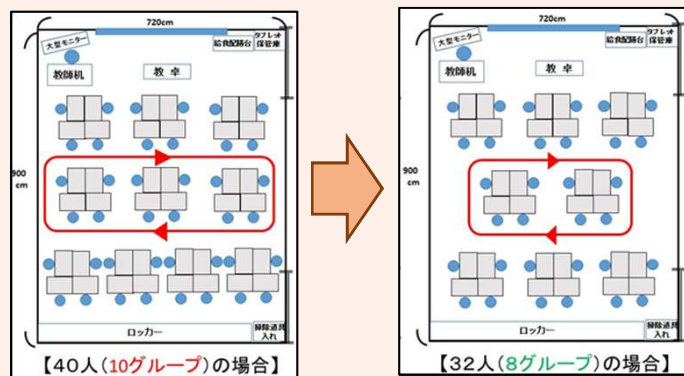 720cm
大型モニター
給食配膳台
タブレット
保管庫
教師机
教 卓
900
cm
ロッカー
掃除道具
入れ
【40人(10グループ)の場合】
720cm
大型モニター
給食配膳台
タブレット
保管庫
教師机
教 卓
900
cm
ロッカー
掃除道具
入れ
【32人(8グループ)の場合】